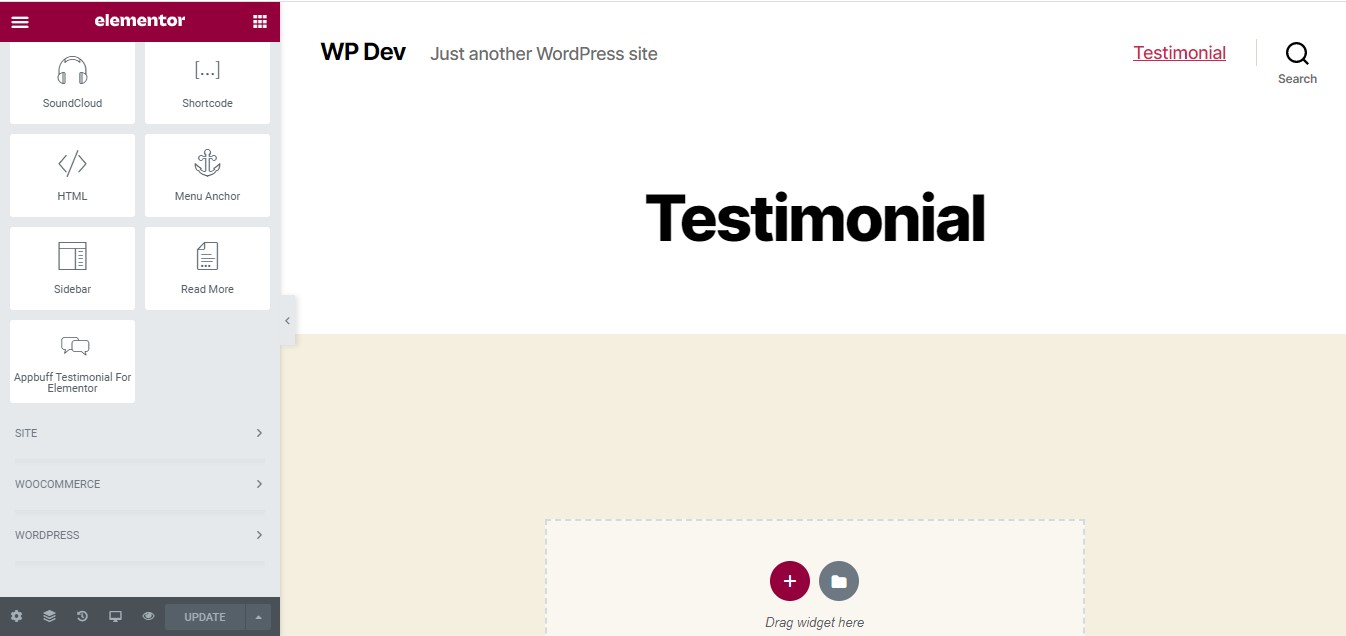 elementor
SoundCloud
[...]
Shortcode
HTML
Menu Anchor
Sidebar
Read More
Appbuff Testimonial For
Elementor
SITE
WOOCOMMERCE
WORDPRESS
UPDATE
WP Dev
Just another WordPress site
Testimonial
Search
Testimonial
Drag widget here